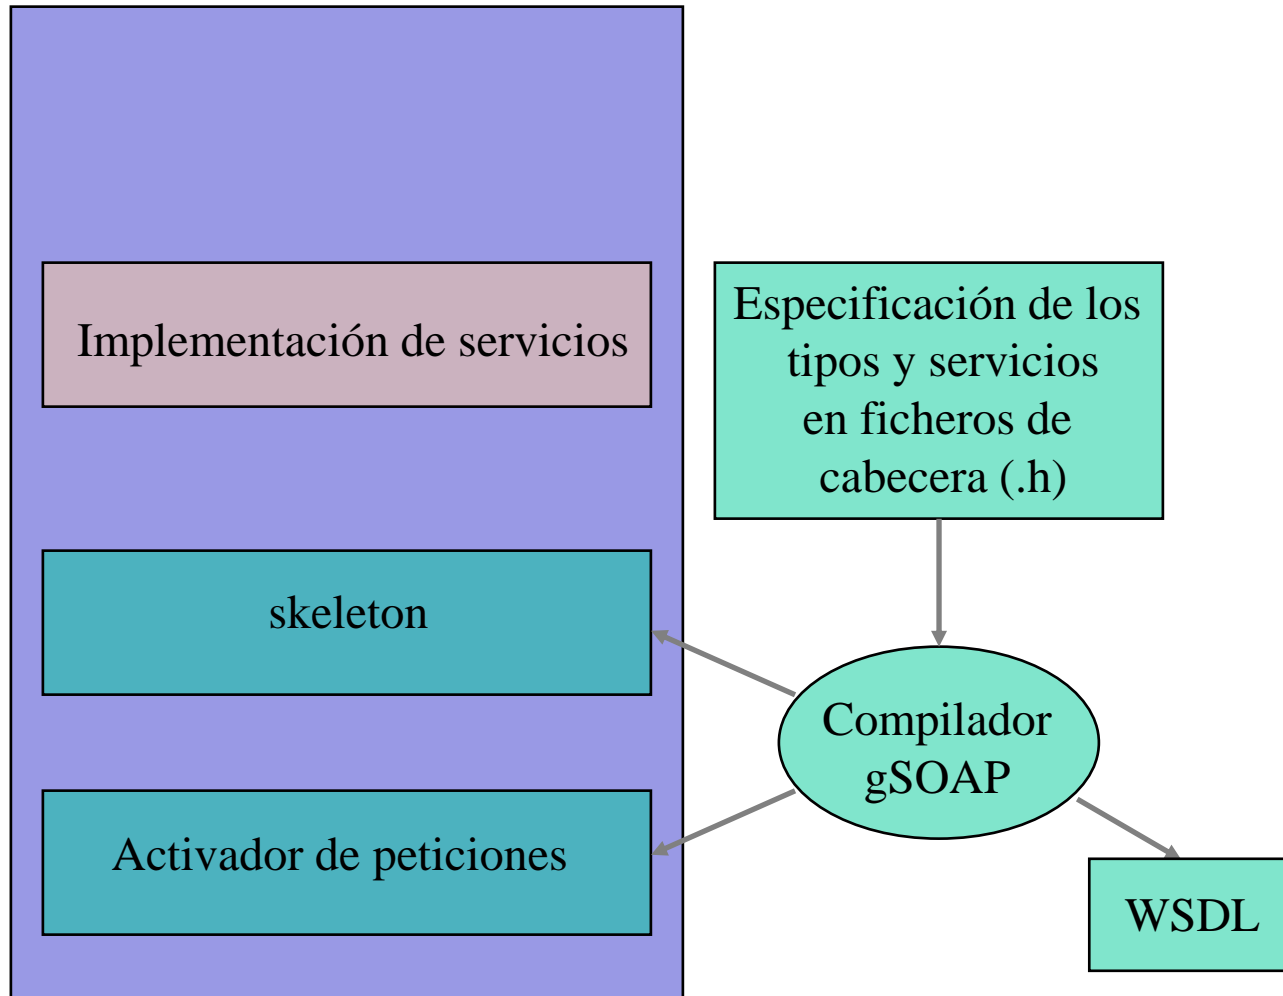 Implementación de servicios
Especificación de los
tipos y servicios
en ficheros de
cabecera (.h)
skeleton
Compilador
gSOAP
Activador de peticiones
WSDL